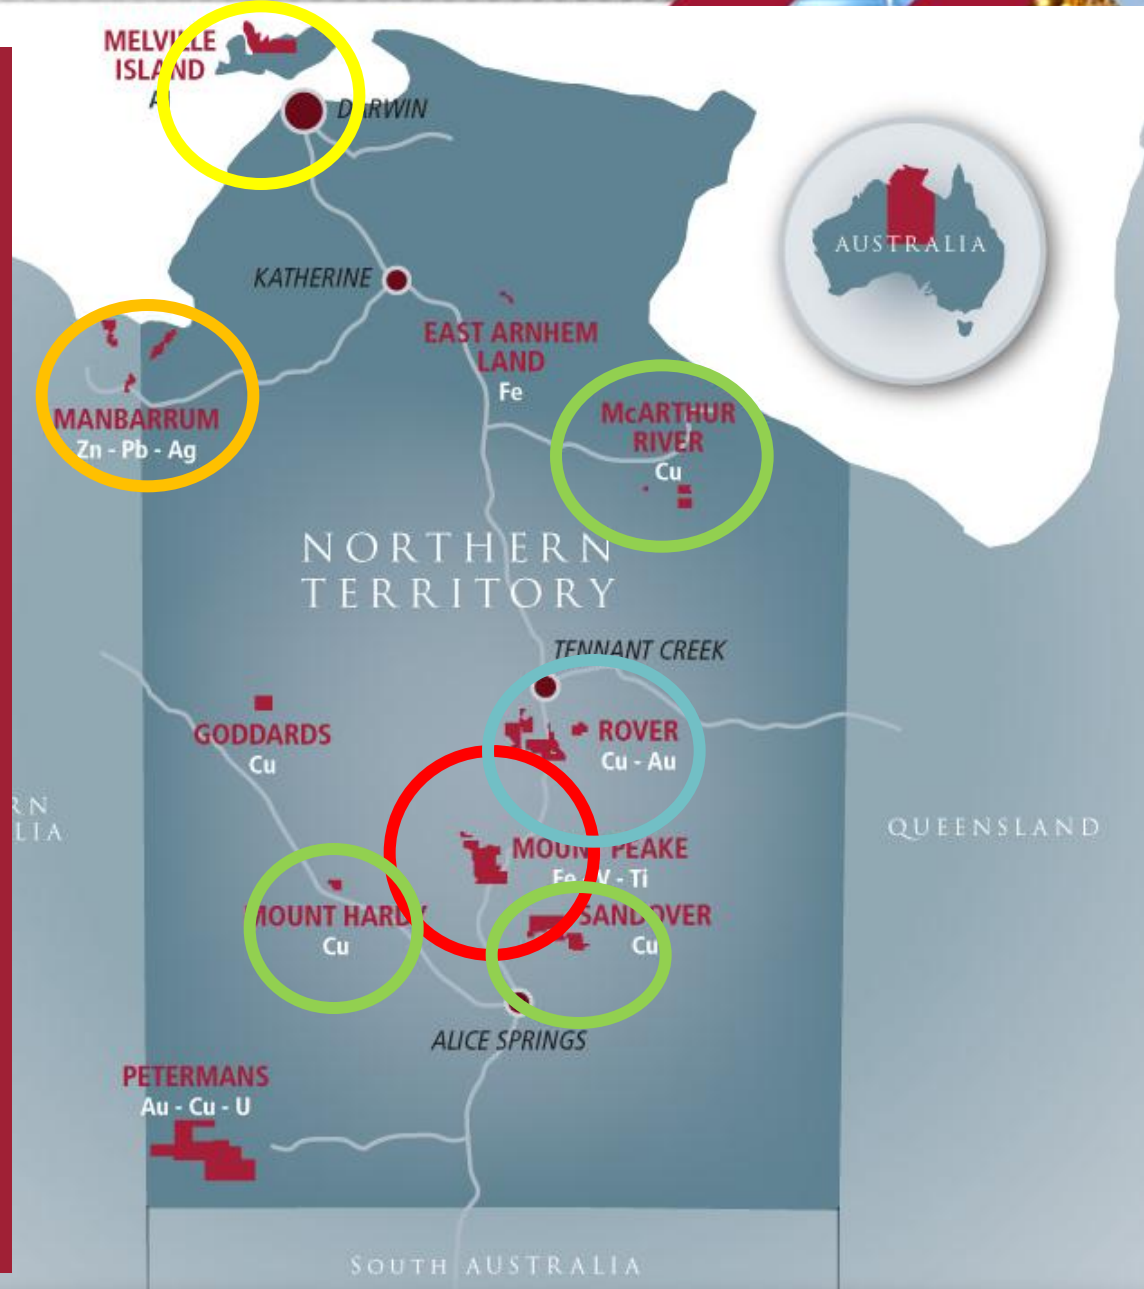 MELVILLE
ISLAND
DARWIN
KATHERINE
EAST ARNHEM
LAND
Fe
McARTHUR
RIVER
Cu
AUSTRALIA
MANBARRUM
Zn - Pb - Ag
NORTHERN
TERRITORY
TENNANT CREEK
GODDARDS
Cu
ROVER
Cu - Au
RN
LIA
QUEENSLAND
MOUNT PEAKE
Fe - V - Ti
MOUNT HARDY
Cu
SANDOVER
Cu
ALICE SPRINGS
PETERMANS
Au - Cu - U
SOUTH AUSTRALIA